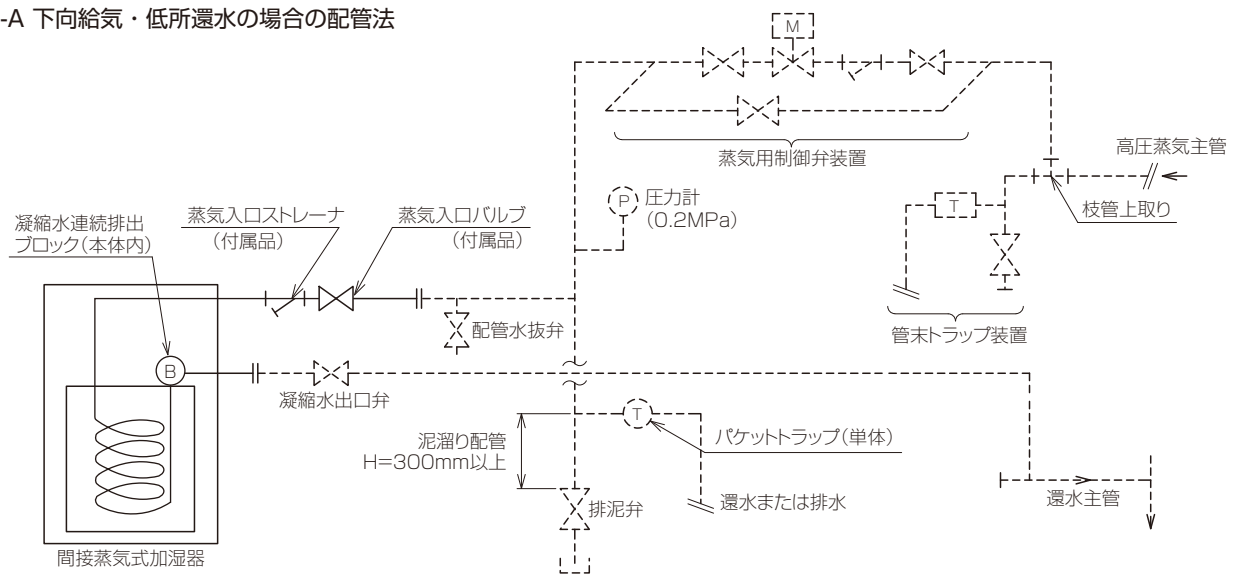 -A 下向給気・低所還水の場合の配管法
M
蒸気用制御弁装置
高圧蒸気主管
枝管上取り
T
管末トラップ装置
P
圧力計
(0.2MPa)
蒸気入口ストレーナ
(付属品)
蒸気入口バルブ
(付属品)
凝縮水連続排出
ブロック(本体内)
配管水抜弁
B
凝縮水出口弁
泥溜り配管
H=300mm以上
T
パケットトラップ(単体)
還水または排水
排泥弁
還水主管
間接蒸気式加湿器